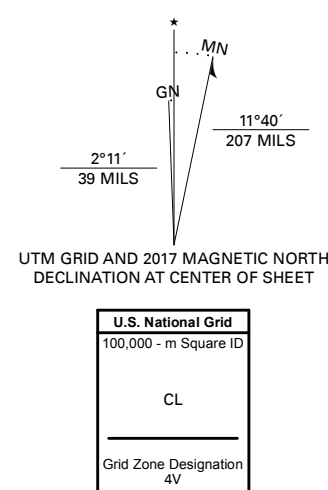 MN
GN
11°40´
207 MILS
2°11´
39 MILS
UTM GRID AND 2017 MAGNETIC NORTH
DECLINATION AT CENTER OF SHEET
U.S. National Grid
100,000 - m Square ID
CL
Grid Zone Designation
4V